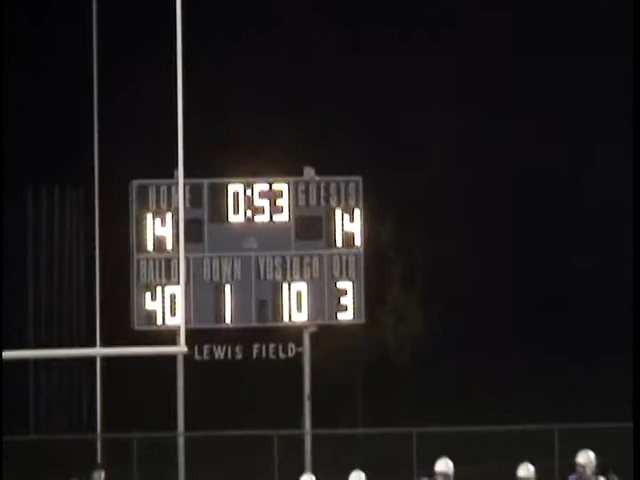 HOME 0:53 GUESTS
14 14
BALL ON DOWN YDS TO GO QTR
40 1 10 3
LEWIS FIELD